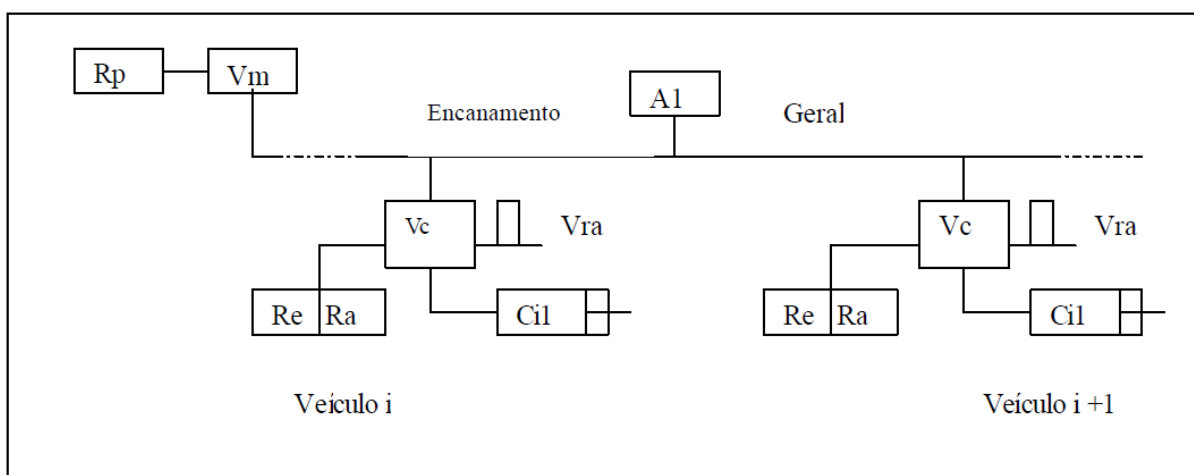 Rp Vm
Encanamento A1 Geral
Vc Vra Vc Vra
Re Ra Cil Re Ra Cil
Veículo i Veículo i +1